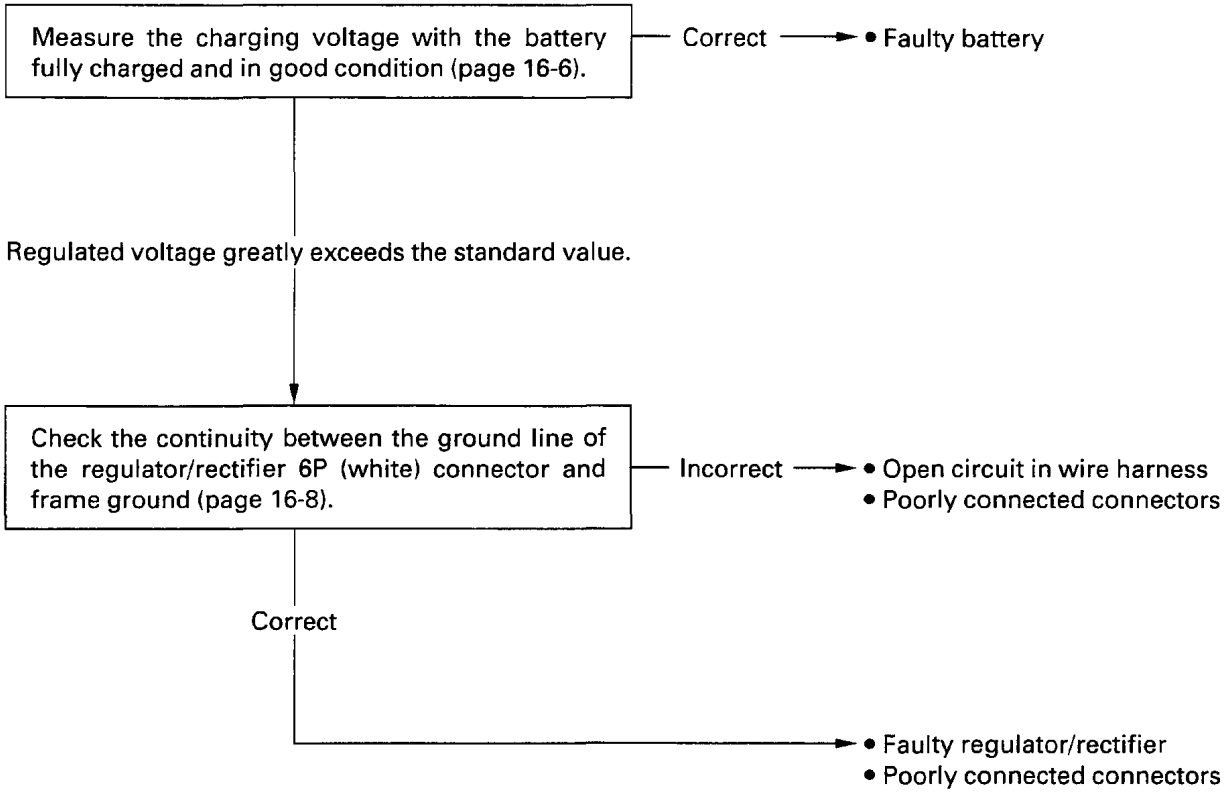 Measure the charging voltage with the battery
fully charged and in good condition (page 16-6).
Correct
• Faulty battery
Regulated voltage greatly exceeds the standard value.
Check the continuity between the ground line of
the regulator/rectifier 6P (white) connector and
frame ground (page 16-8).
Incorrect
• Open circuit in wire harness
• Poorly connected connectors
Correct
• Faulty regulator/rectifier
• Poorly connected connectors